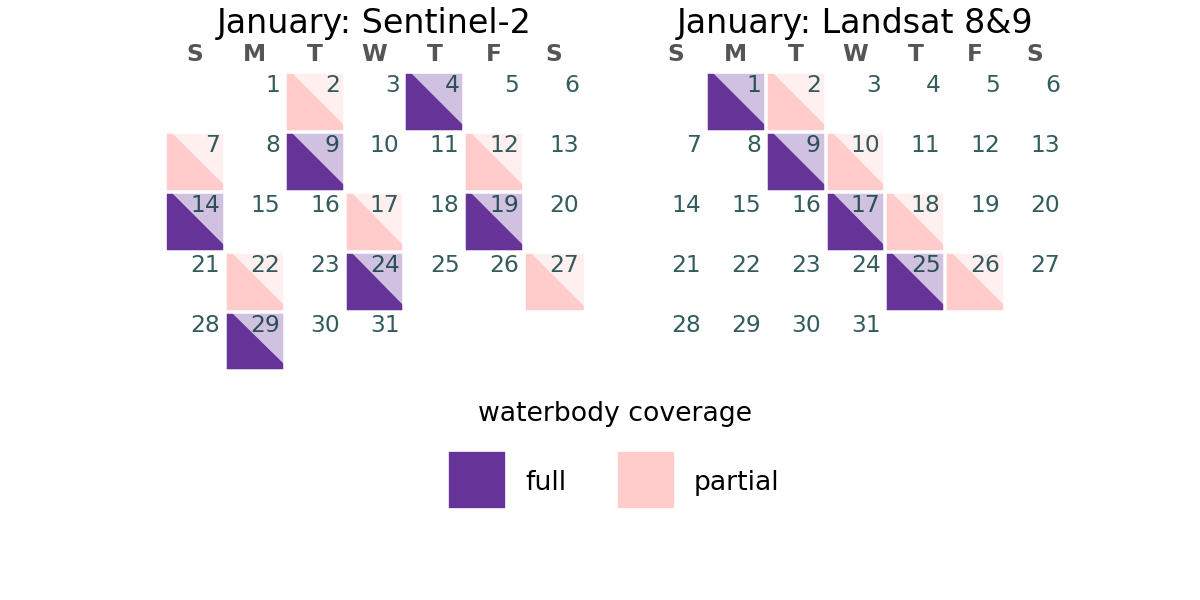 January: Sentinel-2
S M T W T F S
1 2 3 4 5 6
7 8 9 10 11 12 13
14 15 16 17 18 19 20
21 22 23 24 25 26 27
28 29 30 31
January: Landsat 8&9
S M T W T F S
1 2 3 4 5 6
7 8 9 10 11 12 13
14 15 16 17 18 19 20
21 22 23 24 25 26 27
28 29 30 31
waterbody coverage
full partial